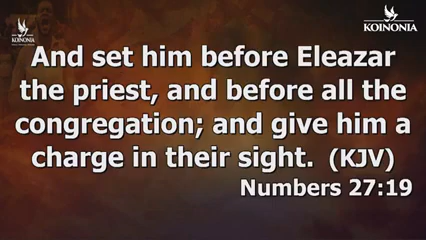 KOINONIA
KOINONIA
And set him before Eleazar
the priest, and before all the
congregation; and give him a
charge in their sight. (KJV)
Numbers 27:19